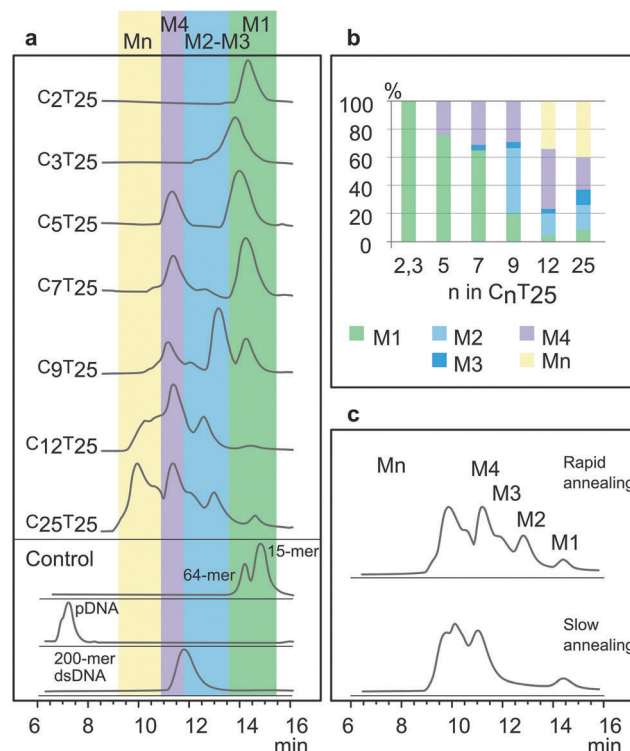 a
Mn
M4
M2-M3
M1
C2T25
C3T25
C5T25
C7T25
C9T25
C12T25
C25T25
Control
64-mer
15-mer
pDNA
200-mer
dsDNA
6 8 10 12 14 16
min
b
%
100
80
60
40
20
0
2,3 5 7 9 12 25
n in CnT25
M1 M2 M4
M3 Mn
c
Mn
M4
M3
M2
M1
Rapid
annealing
Slow
annealing
6 8 10 12 14 16
min